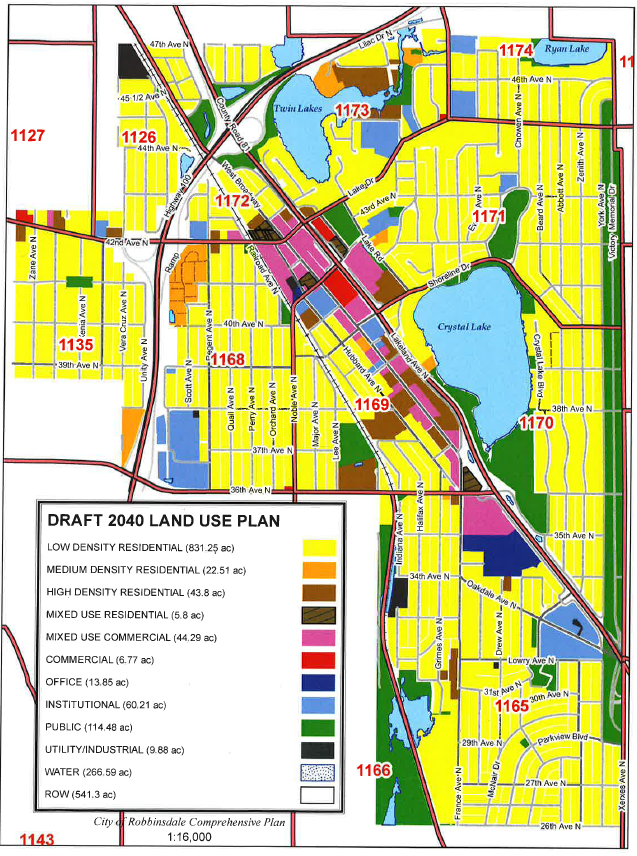 47th Ave N
Lilac Dr N
1174
Ryan Lake
11
46th Ave N
45 1/2 Ave N
County Road 81
Twin Lakes
1173
Chowen Ave N
1127
1126
44th Ave N
Zenith Ave N
West Broadway
Highway 100
1172
Lake Dr
43rd Ave N
1171
Beard Ave N
Abbott Ave N
York Ave N
Victory Memorial Dr
42nd Ave N
Lake Rd
Zane Ave N
Ramp
Railroad Ave N
Shoreline Dr
Xenia Ave N
Vera Cruz Ave N
Regent Ave N
40th Ave N
Crystal Lake
1135
Unity Ave N
1168
Lakeland Ave N
Hubbard Ave N
Crystal Lake Blvd
39th Ave N
Scott Ave N
Quail Ave N
Perry Ave N
Orchard Ave N
Noble Ave N
Major Ave N
Lee Ave N
1169
38th Ave N
1170
37th Ave N
36th Ave N
Halifax Ave N
Indiana Ave N
35th Ave N
34th Ave N
Oakdale Ave N
Grimes Ave N
Drew Ave N
Lowry Ave N
31st Ave N
30th Ave N
1165
29th Ave N
Parkview Blvd
1166
France Ave N
McNair Dr
27th Ave N
26th Ave N
Xerxes Ave N
DRAFT 2040 LAND USE PLAN
LOW DENSITY RESIDENTIAL (831.25 ac)
MEDIUM DENSITY RESIDENTIAL (22.51 ac)
HIGH DENSITY RESIDENTIAL (43.8 ac)
MIXED USE RESIDENTIAL (5.8 ac)
MIXED USE COMMERCIAL (44.29 ac)
COMMERCIAL (6.77 ac)
OFFICE (13.85 ac)
INSTITUTIONAL (60.21 ac)
PUBLIC (114.48 ac)
UTILITY/INDUSTRIAL (9.88 ac)
WATER (266.59 ac)
ROW (541.3 ac)
City of Robbinsdale Comprehensive Plan
1:16,000
1143